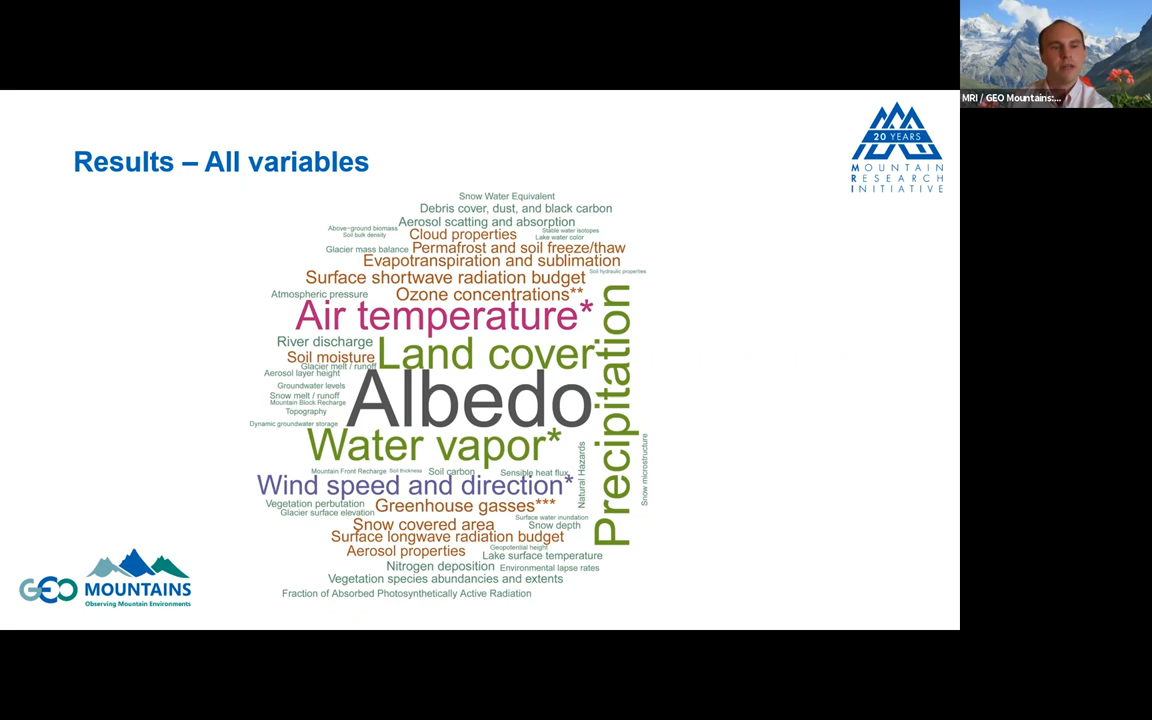 MRI / GEO Mountains:...
20 YEARS
MOUNTAIN
RESEARCH
INITIATIVE
Results – All variables
Snow Water Equivalent
Debris cover, dust, and black carbon
Aerosol scatting and absorption
Above-ground biomass
Stable water isotopes
Soil bulk density
Cloud properties
Lake water color
Glacier mass balance
Permafrost and soil freeze/thaw
Evapotranspiration and sublimation
Soil hydraulic properties
Surface shortwave radiation budget
Atmospheric pressure
Ozone concentrations**
Air temperature*
Precipitation
River discharge
Land cover
Soil moisture
Glacier melt / runoff
Aerosol layer height
Albedo
Groundwater levels
Snow melt / runoff
Mountain Block Recharge
Topography
Dynamic groundwater storage
Water vapor*
Natural Hazards
Snow microstructure
Mountain Front Recharge
Soil thickness
Soil carbon
Sensible heat flux
Wind speed and direction*
Vegetation perbutation
Greenhouse gasses***
Glacier surface elevation
Surface water inundation
Snow covered area
Snow depth
Surface longwave radiation budget
Aerosol properties
Geopotential height
Lake surface temperature
Nitrogen deposition
Environmental lapse rates
Vegetation species abundancies and extents
Fraction of Absorbed Photosynthetically Active Radiation
GEO MOUNTAINS
Observing Mountain Environments